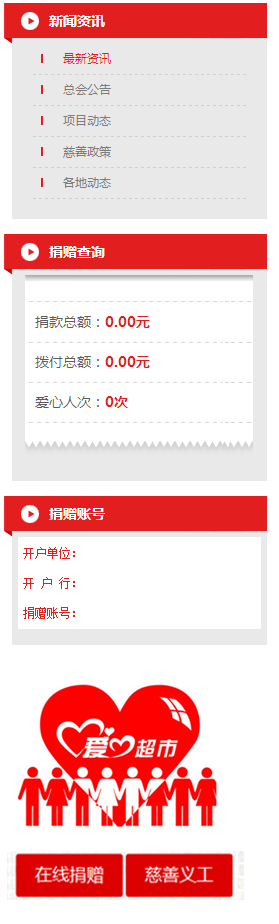 新闻资讯
最新资讯
总会公告
项目动态
慈善政策
各地动态
捐赠查询
捐款总额：0.00元
拨付总额：0.00元
爱心人次：0次
捐赠账号
开户单位：
开 户 行：
捐赠账号：
爱心超市
在线捐赠
慈善义工